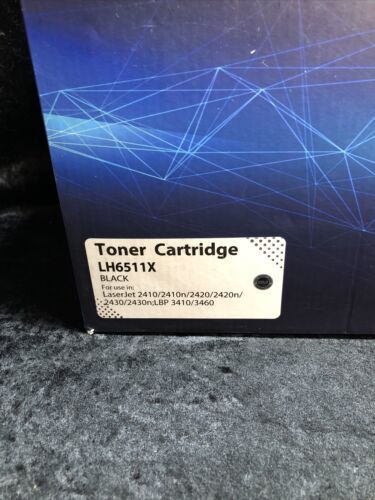 Toner Cartridge
LH6511X
BLACK
For use in:
LaserJet 2410/2410n/2420/2420n/
2430/2430n;LBP 3410/3460